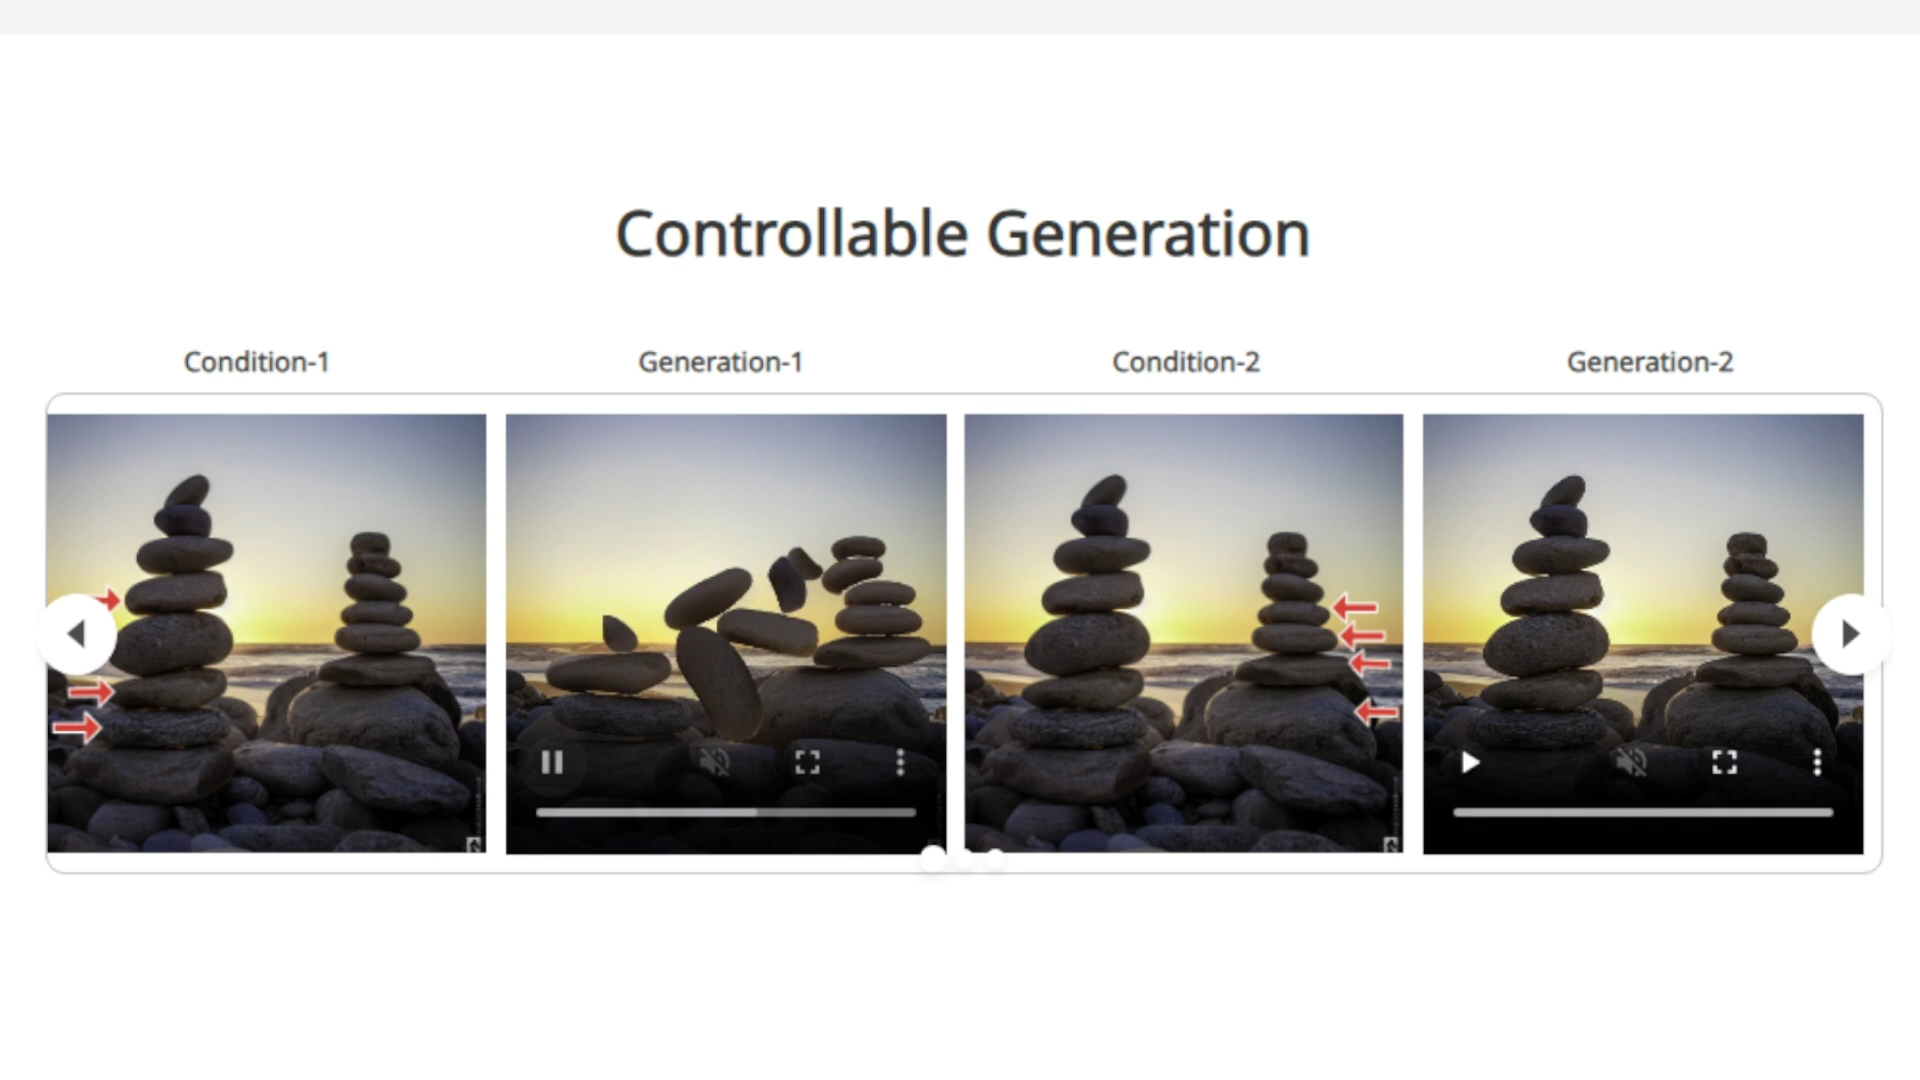 Controllable Generation
Condition-1
Generation-1
Condition-2
Generation-2